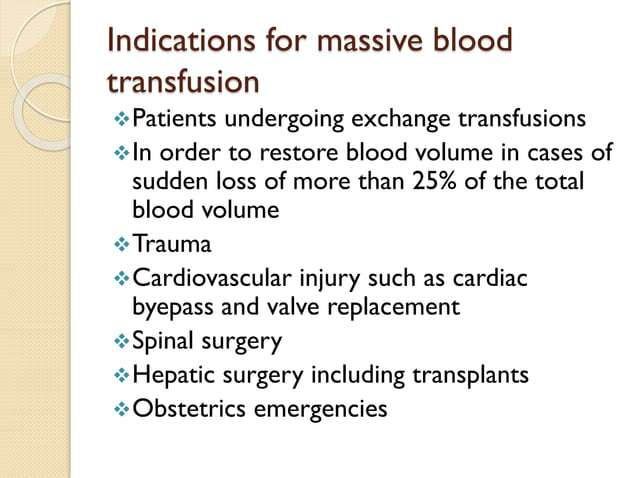 Indications for massive blood
transfusion
❖Patients undergoing exchange transfusions
❖In order to restore blood volume in cases of
sudden loss of more than 25% of the total
blood volume
❖Trauma
❖Cardiovascular injury such as cardiac
byepass and valve replacement
❖Spinal surgery
❖Hepatic surgery including transplants
❖Obstetrics emergencies